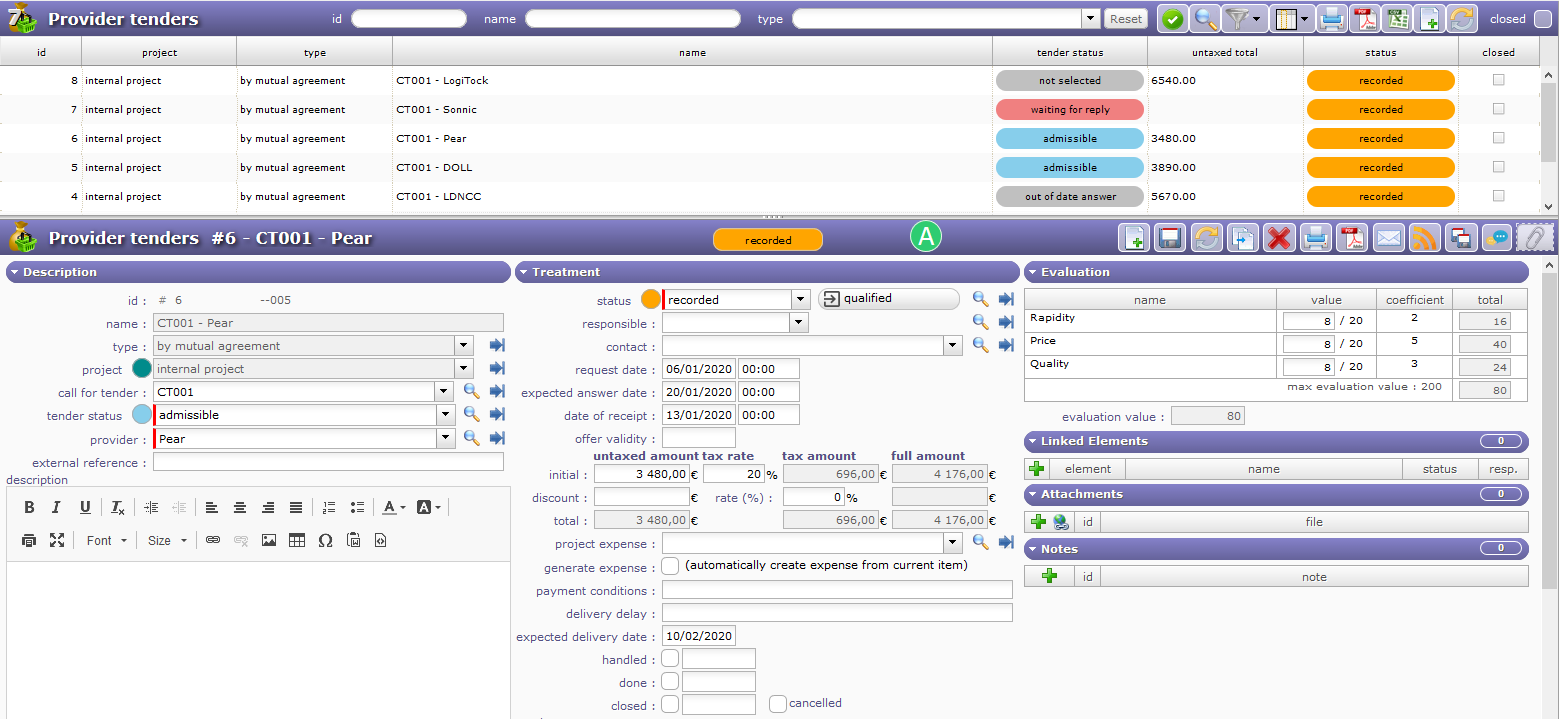 Provider tenders id name type Reset closed
id project type name tender status untaxed total status closed
8 internal project by mutual agreement CT001 - LogiTock not selected 6540.00 recorded
7 internal project by mutual agreement CT001 - Sonnic waiting for reply recorded
6 internal project by mutual agreement CT001 - Pear admissible 3480.00 recorded
5 internal project by mutual agreement CT001 - DOLL admissible 3890.00 recorded
4 internal project by mutual agreement CT001 - LDNCC out of date answer 5670.00 recorded
Provider tenders #6 - CT001 - Pear recorded A
Description
id : # 6 --005
name : CT001 - Pear
type : by mutual agreement
project internal project
call for tender : CT001
tender status admissible
provider : Pear
external reference :
description
B I U Ix A A
Font Size Ω
Treatment
status recorded qualified
responsible :
contact :
request date : 06/01/2020 00:00
expected answer date : 20/01/2020 00:00
date of receipt : 13/01/2020 00:00
offer validity :
untaxed amount tax rate tax amount full amount
initial : 3 480,00 € 20 % 696,00 € 4 176,00 €
discount : € rate (%) : 0 % €
total : 3 480,00 € 696,00 € 4 176,00 €
project expense :
generate expense : (automatically create expense from current item)
payment conditions :
delivery delay :
expected delivery date : 10/02/2020
handled :
done :
closed : cancelled
Evaluation
name value coefficient total
Rapidity 8 / 20 2 16
Price 8 / 20 5 40
Quality 8 / 20 3 24
max evaluation value : 200 80
evaluation value : 80
Linked Elements 0
element name status resp.
Attachments 0
id file
Notes 0
id note